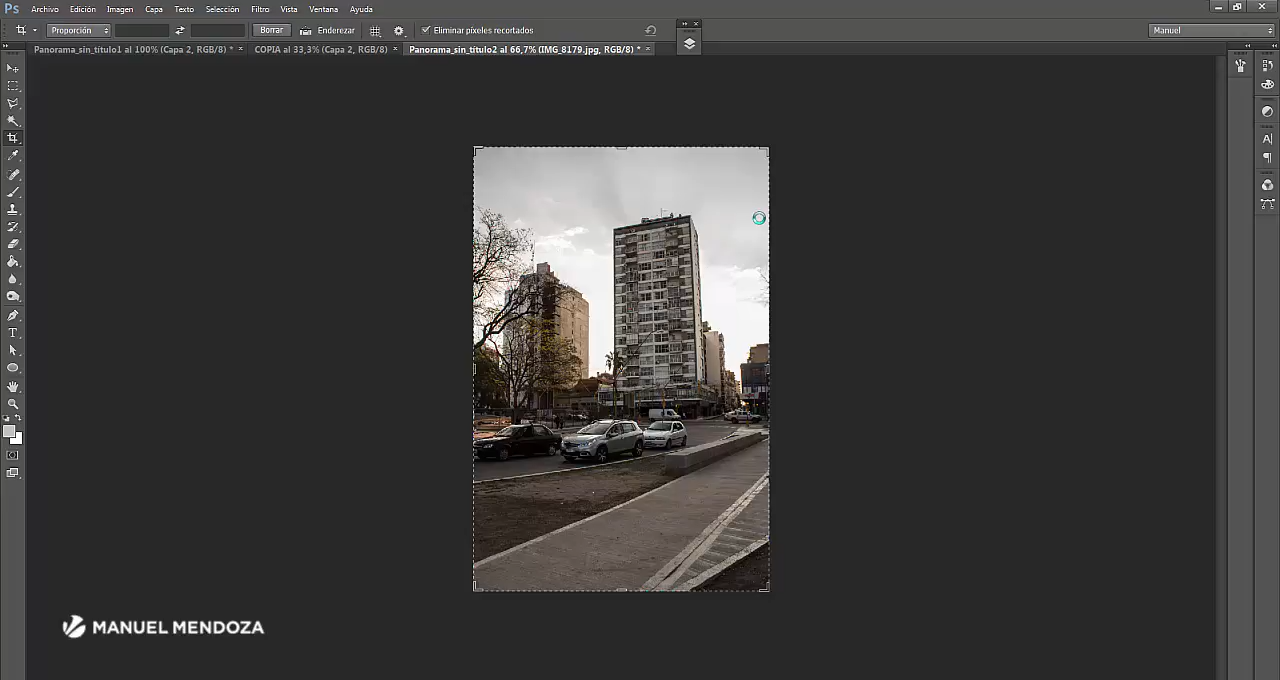 Ps Archivo Edición Imagen Capa Texto Selección Filtro Vista Ventana Ayuda
Proporción Borrar Enderezar Eliminar píxeles recortados Manuel
Panorama_sin_título1 al 100% (Capa 2, RGB/8) * × COPIA al 33,3% (Capa 2, RGB/8) × Panorama_sin_título2 al 66,7% (IMG_8179.jpg, RGB/8) * ×
MANUEL MENDOZA